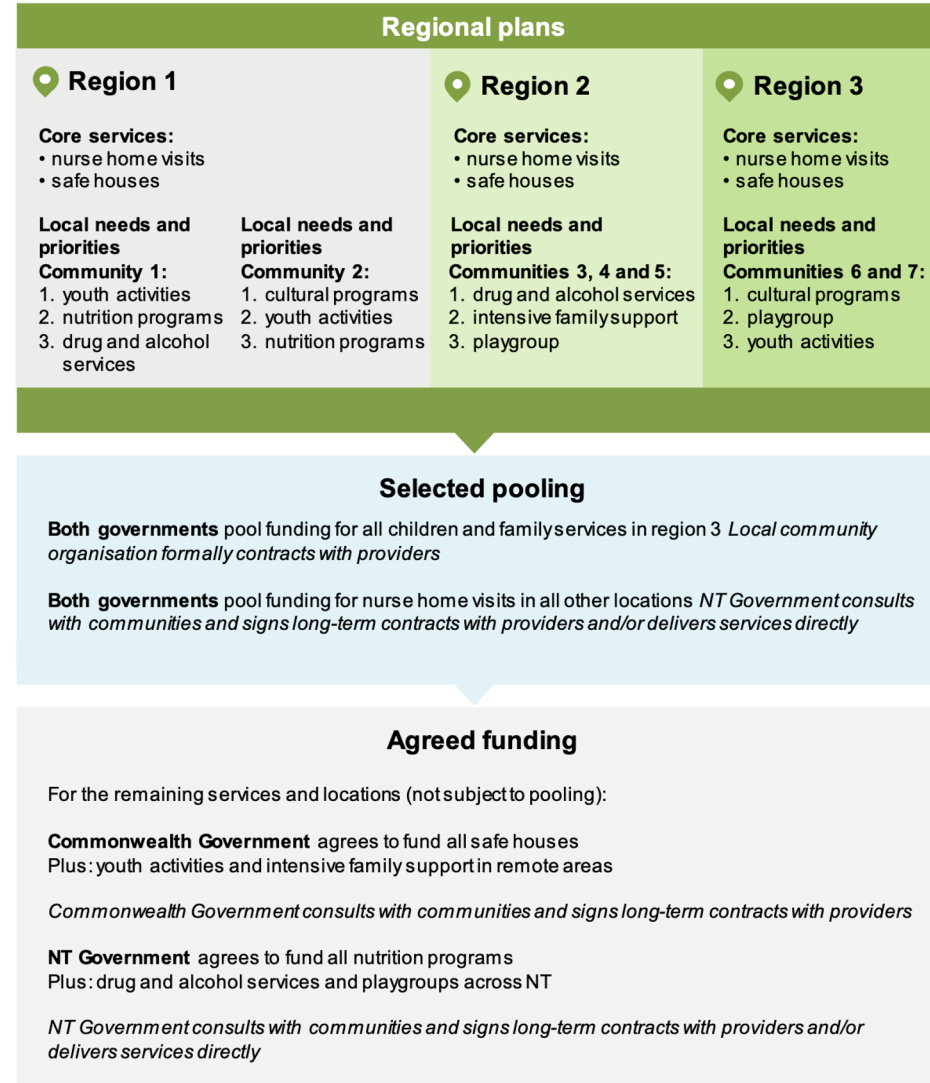 Regional plans
Region 1
Core services:
• nurse home visits
• safe houses
Local needs and
priorities
Community 1:
1. youth activities
2. nutrition programs
3. drug and alcohol
services
Local needs and
priorities
Community 2:
1. cultural programs
2. youth activities
3. nutrition programs
Region 2
Core services:
• nurse home visits
• safe houses
Local needs and
priorities
Communities 3, 4 and 5:
1. drug and alcohol services
2. intensive family support
3. playgroup
Region 3
Core services:
• nurse home visits
• safe houses
Local needs and
priorities
Communities 6 and 7:
1. cultural programs
2. playgroup
3. youth activities
Selected pooling
Both governments pool funding for all children and family services in region 3 Local community
organisation formally contracts with providers
Both governments pool funding for nurse home visits in all other locations NT Government consults
with communities and signs long-term contracts with providers and/or delivers services directly
Agreed funding
For the remaining services and locations (not subject to pooling):
Commonwealth Government agrees to fund all safe houses
Plus: youth activities and intensive family support in remote areas
Commonwealth Government consults with communities and signs long-term contracts with providers
NT Government agrees to fund all nutrition programs
Plus: drug and alcohol services and playgroups across NT
NT Government consults with communities and signs long-term contracts with providers and/or
delivers services directly